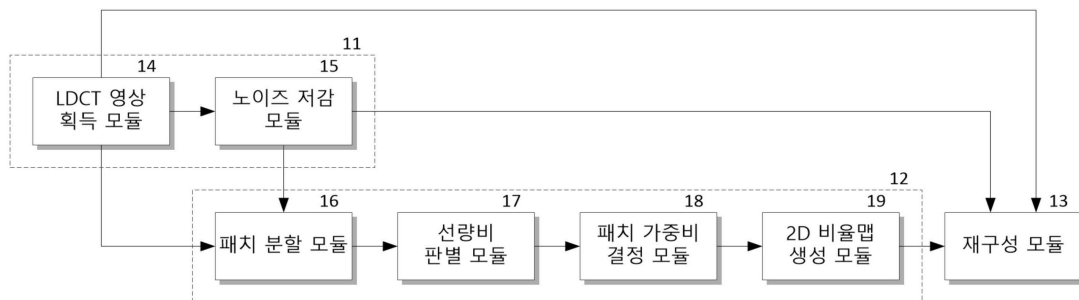 11
14
LDCT 영상
획득 모듈
15
노이즈 저감
모듈
12
16
패치 분할 모듈
17
선량비
판별 모듈
18
패치 가중비
결정 모듈
19
2D 비율맵
생성 모듈
13
재구성 모듈